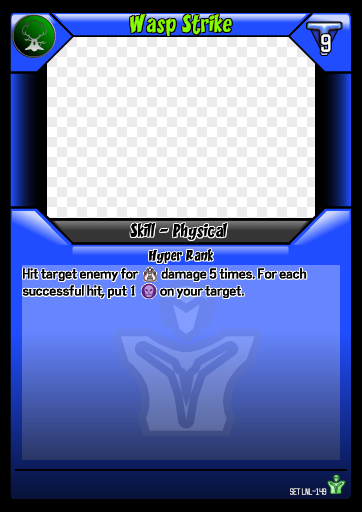 Wasp Strike
9
Skill - Physical
Hyper Rank
Hit target enemy for damage 5 times. For each
successful hit, put 1 on your target.
SET LNL-149